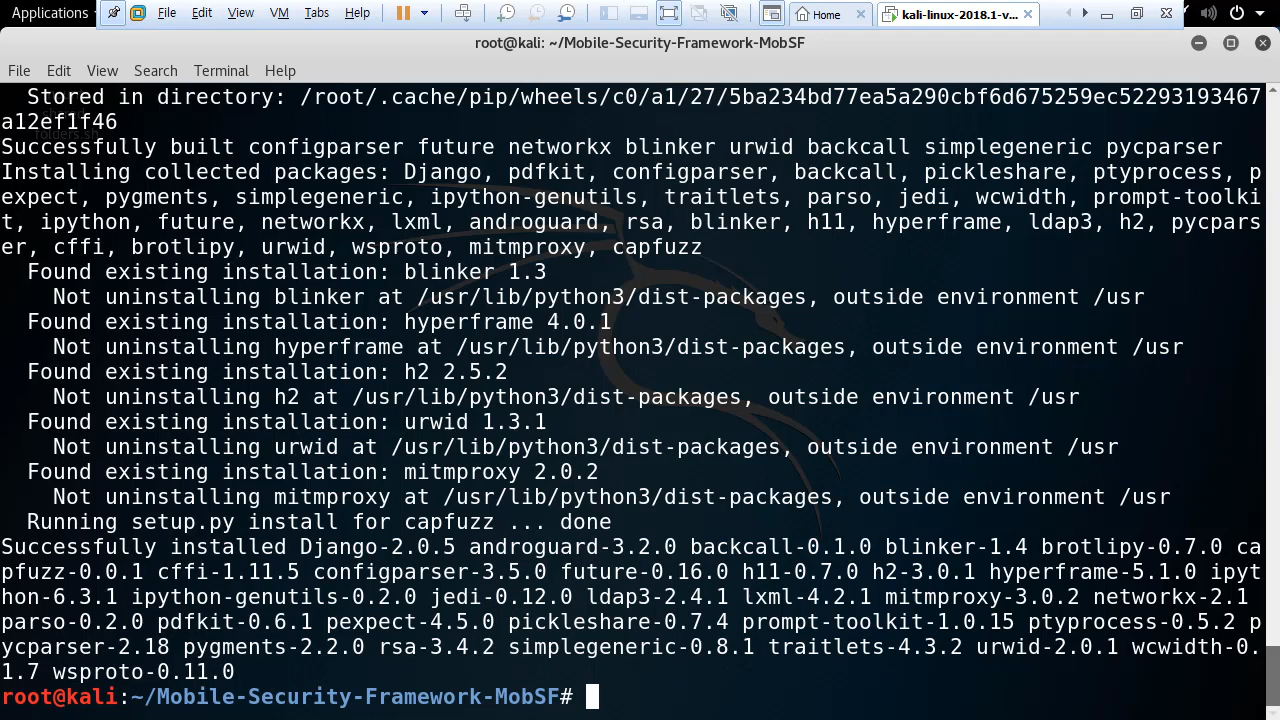 Applications File Edit View VM Tabs Help Home kali-linux-2018.1-v...
root@kali: ~/Mobile-Security-Framework-MobSF
File Edit View Search Terminal Help
Stored in directory: /root/.cache/pip/wheels/c0/a1/27/5ba234bd77ea5a290cbf6d675259ec52293193467
a12ef1f46
folders.sh
Successfully built configparser future networkx blinker urwid backcall simplegeneric pycparser
Installing collected packages: Django, pdfkit, configparser, backcall, pickleshare, ptyprocess, p
expect, pygments, simplegeneric, ipython-genutils, traitlets, parso, jedi, wcwidth, prompt-toolki
t, ipython, future, networkx, lxml, androguard, rsa, blinker, h11, hyperframe, ldap3, h2, pycpars
er, cffi, brotlipy, urwid, wsproto, mitmproxy, capfuzz
Found existing installation: blinker 1.3
Not uninstalling blinker at /usr/lib/python3/dist-packages, outside environment /usr
Found existing installation: hyperframe 4.0.1
Not uninstalling hyperframe at /usr/lib/python3/dist-packages, outside environment /usr
Found existing installation: h2 2.5.2
Not uninstalling h2 at /usr/lib/python3/dist-packages, outside environment /usr
Found existing installation: urwid 1.3.1
Not uninstalling urwid at /usr/lib/python3/dist-packages, outside environment /usr
Found existing installation: mitmproxy 2.0.2
Not uninstalling mitmproxy at /usr/lib/python3/dist-packages, outside environment /usr
Running setup.py install for capfuzz ... done
Successfully installed Django-2.0.5 androguard-3.2.0 backcall-0.1.0 blinker-1.4 brotlipy-0.7.0 ca
pfuzz-0.0.1 cffi-1.11.5 configparser-3.5.0 future-0.16.0 h11-0.7.0 h2-3.0.1 hyperframe-5.1.0 ipyt
hon-6.3.1 ipython-genutils-0.2.0 jedi-0.12.0 ldap3-2.4.1 lxml-4.2.1 mitmproxy-3.0.2 networkx-2.1
parso-0.2.0 pdfkit-0.6.1 pexpect-4.5.0 pickleshare-0.7.4 prompt-toolkit-1.0.15 ptyprocess-0.5.2 p
ycparser-2.18 pygments-2.2.0 rsa-3.4.2 simplegeneric-0.8.1 traitlets-4.3.2 urwid-2.0.1 wcwidth-0.
1.7 wsproto-0.11.0
root@kali:~/Mobile-Security-Framework-MobSF#